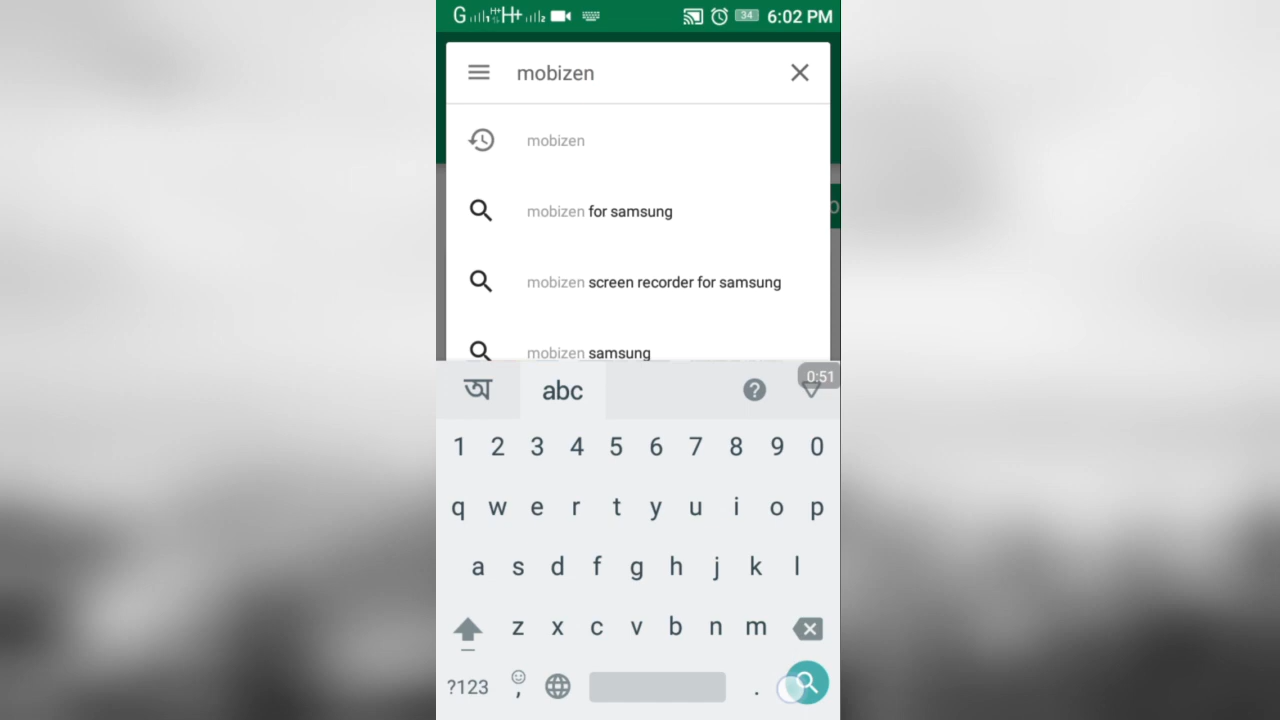 G H+ H+ 34 6:02 PM
mobizen
mobizen
mobizen for samsung
mobizen screen recorder for samsung
mobizen samsung
0:51
অ abc
1 2 3 4 5 6 7 8 9 0
q w e r t y u i o p
a s d f g h j k l
z x c v b n m
?123 , .